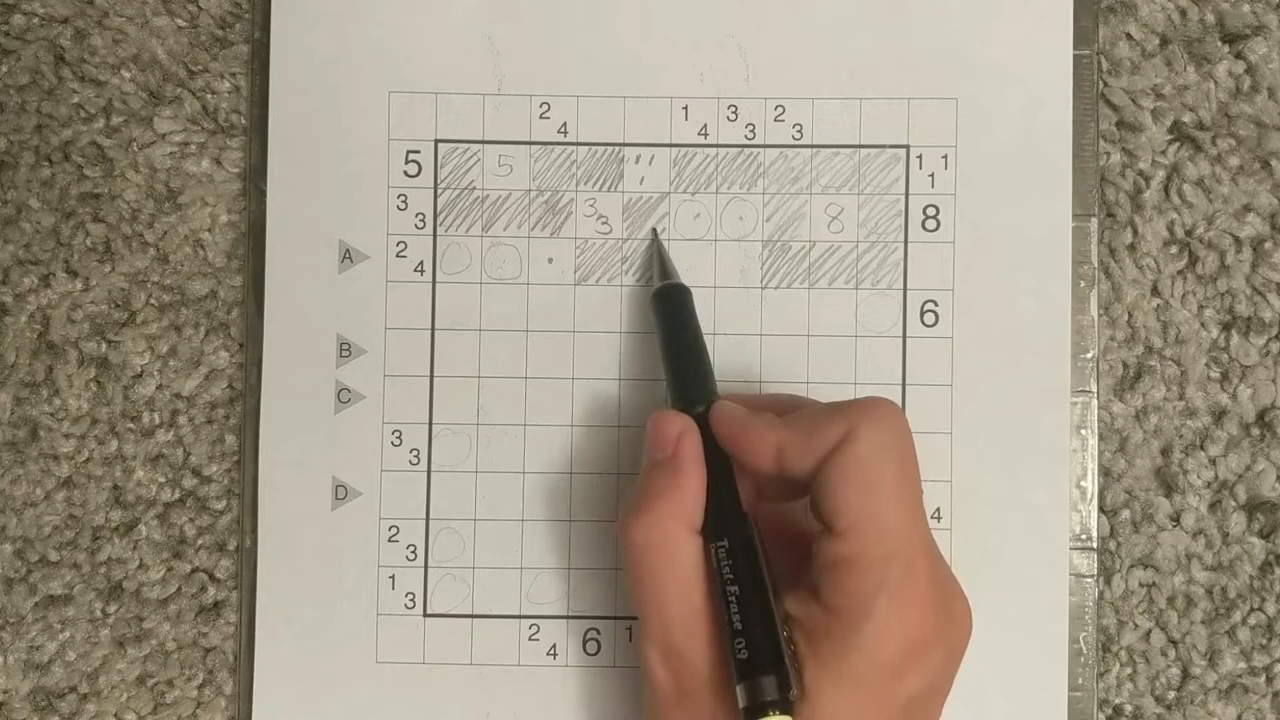 2 4 1 4 3 3 2 3
5 5 1 1 1
3 3 3 3 8 8
A 2 4
6
B
C
3 3
D 4
2 3
1 3
2 4 6 1
Twist-Erase 0.9